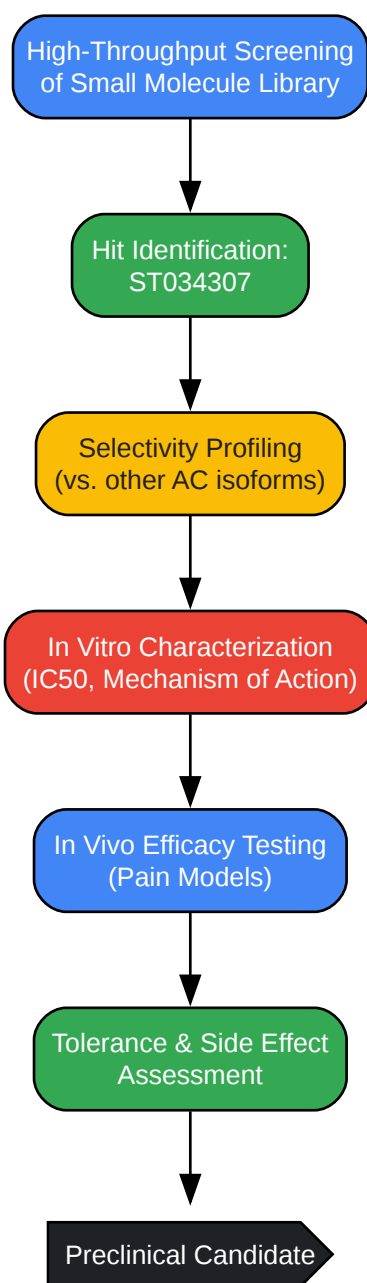 High-Throughput Screening
of Small Molecule Library
Hit Identification:
ST034307
Selectivity Profiling
(vs. other AC isoforms)
In Vitro Characterization
(IC50, Mechanism of Action)
In Vivo Efficacy Testing
(Pain Models)
Tolerance & Side Effect
Assessment
Preclinical Candidate